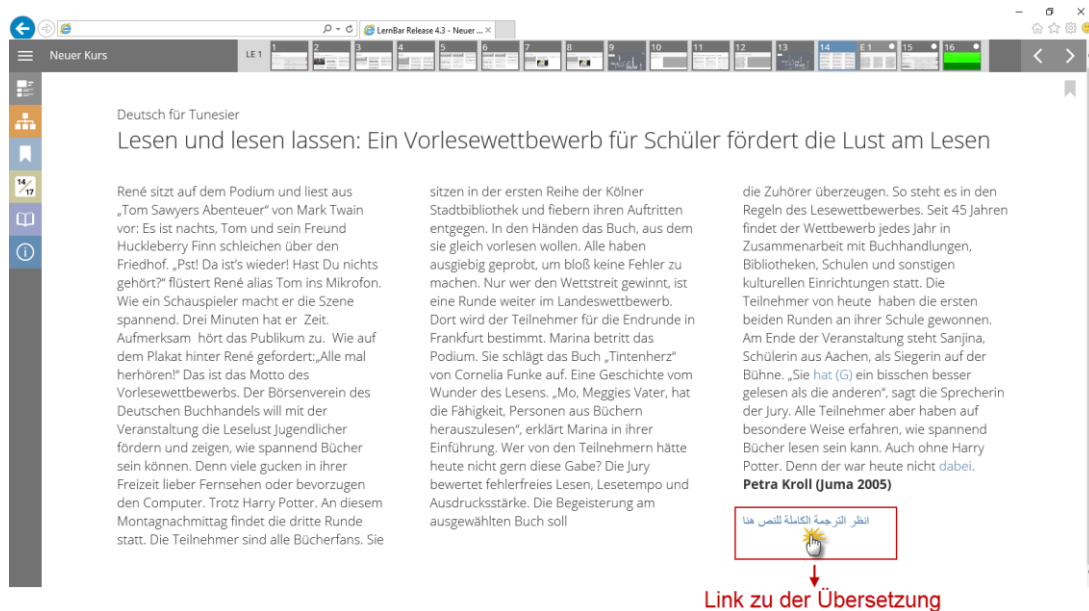 LernBar Release 4.3 - Neuer ...
Neuer Kurs
LE 1
1 2 3 4 5 6 7 8 9 10 11 12 13 14 E 1 15 16
14/17
Deutsch für Tunesier
Lesen und lesen lassen: Ein Vorlesewettbewerb für Schüler fördert die Lust am Lesen
René sitzt auf dem Podium und liest aus
„Tom Sawyers Abenteuer“ von Mark Twain
vor: Es ist nachts, Tom und sein Freund
Huckleberry Finn schleichen über den
Friedhof. „Pst! Da ist’s wieder! Hast Du nichts
gehört?“ flüstert René alias Tom ins Mikrofon.
Wie ein Schauspieler macht er die Szene
spannend. Drei Minuten hat er Zeit.
Aufmerksam hört das Publikum zu. Wie auf
dem Plakat hinter René gefordert:„Alle mal
herhören!“ Das ist das Motto des
Vorlesewettbewerbs. Der Börsenverein des
Deutschen Buchhandels will mit der
Veranstaltung die Leselust Jugendlicher
fördern und zeigen, wie spannend Bücher
sein können. Denn viele gucken in ihrer
Freizeit lieber Fernsehen oder bevorzugen
den Computer. Trotz Harry Potter. An diesem
Montagnachmittag findet die dritte Runde
statt. Die Teilnehmer sind alle Bücherfans. Sie
sitzen in der ersten Reihe der Kölner
Stadtbibliothek und fiebern ihren Auftritten
entgegen. In den Händen das Buch, aus dem
sie gleich vorlesen wollen. Alle haben
ausgiebig geprobt, um bloß keine Fehler zu
machen. Nur wer den Wettstreit gewinnt, ist
eine Runde weiter im Landeswettbewerb.
Dort wird der Teilnehmer für die Endrunde in
Frankfurt bestimmt. Marina betritt das
Podium. Sie schlägt das Buch „Tintenherz“
von Cornelia Funke auf. Eine Geschichte vom
Wunder des Lesens. „Mo, Meggies Vater, hat
die Fähigkeit, Personen aus Büchern
herauszulesen“, erklärt Marina in ihrer
Einführung. Wer von den Teilnehmern hätte
heute nicht gern diese Gabe? Die Jury
bewertet fehlerfreies Lesen, Lesetempo und
Ausdrucksstärke. Die Begeisterung am
ausgewählten Buch soll
die Zuhörer überzeugen. So steht es in den
Regeln des Lesewettbewerbes. Seit 45 Jahren
findet der Wettbewerb jedes Jahr in
Zusammenarbeit mit Buchhandlungen,
Bibliotheken, Schulen und sonstigen
kulturellen Einrichtungen statt. Die
Teilnehmer von heute haben die ersten
beiden Runden an ihrer Schule gewonnen.
Am Ende der Veranstaltung steht Sanjina,
Schülerin aus Aachen, als Siegerin auf der
Bühne. „Sie hat (G) ein bisschen besser
gelesen als die anderen“, sagt die Sprecherin
der Jury. Alle Teilnehmer aber haben auf
besondere Weise erfahren, wie spannend
Bücher lesen sein kann. Auch ohne Harry
Potter. Denn der war heute nicht dabei.
Petra Kroll (Juma 2005)
انظر الترجمة الكاملة للنص هنا
Link zu der Übersetzung